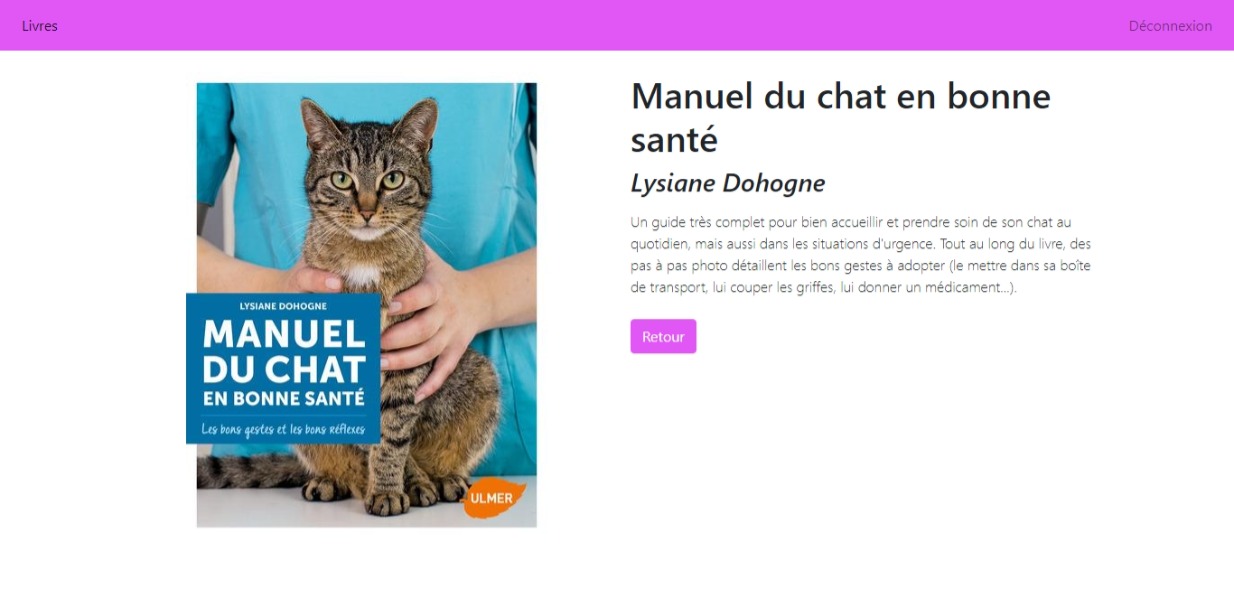 Livres
Déconnexion
LYSIANE DOHOGNE
MANUEL
DU CHAT
EN BONNE SANTÉ
Les bons gestes et les bons réflexes
ULMER
Manuel du chat en bonne
santé
Lysiane Dohogne
Un guide très complet pour bien accueillir et prendre soin de son chat au
quotidien, mais aussi dans les situations d'urgence. Tout au long du livre, des
pas à pas photo détaillent les bons gestes à adopter (le mettre dans sa boîte
de transport, lui couper les griffes, lui donner un médicament...).
Retour